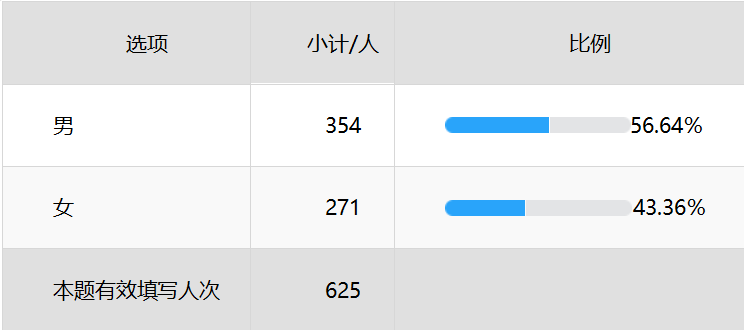 选项 小计/人 比例
男 354 56.64%
女 271 43.36%
本题有效填写人次 625